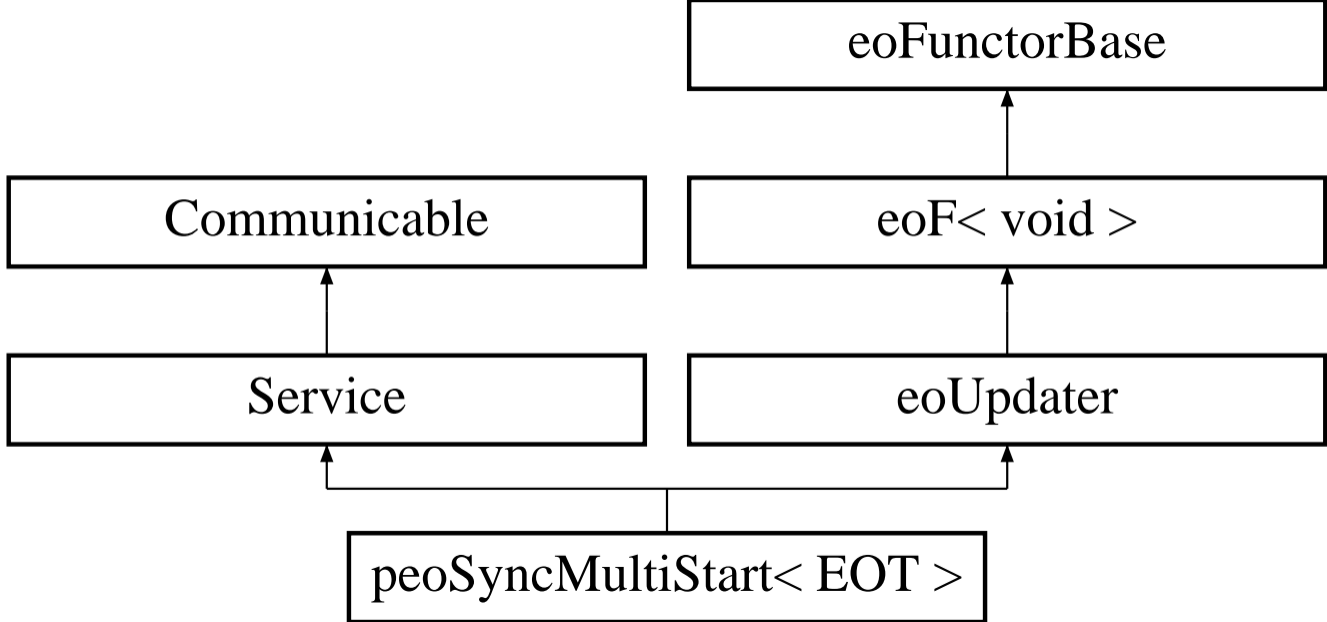 eoFunctorBase
Communicable
eoF< void >
Service
eoUpdater
peoSyncMultiStart< EOT >